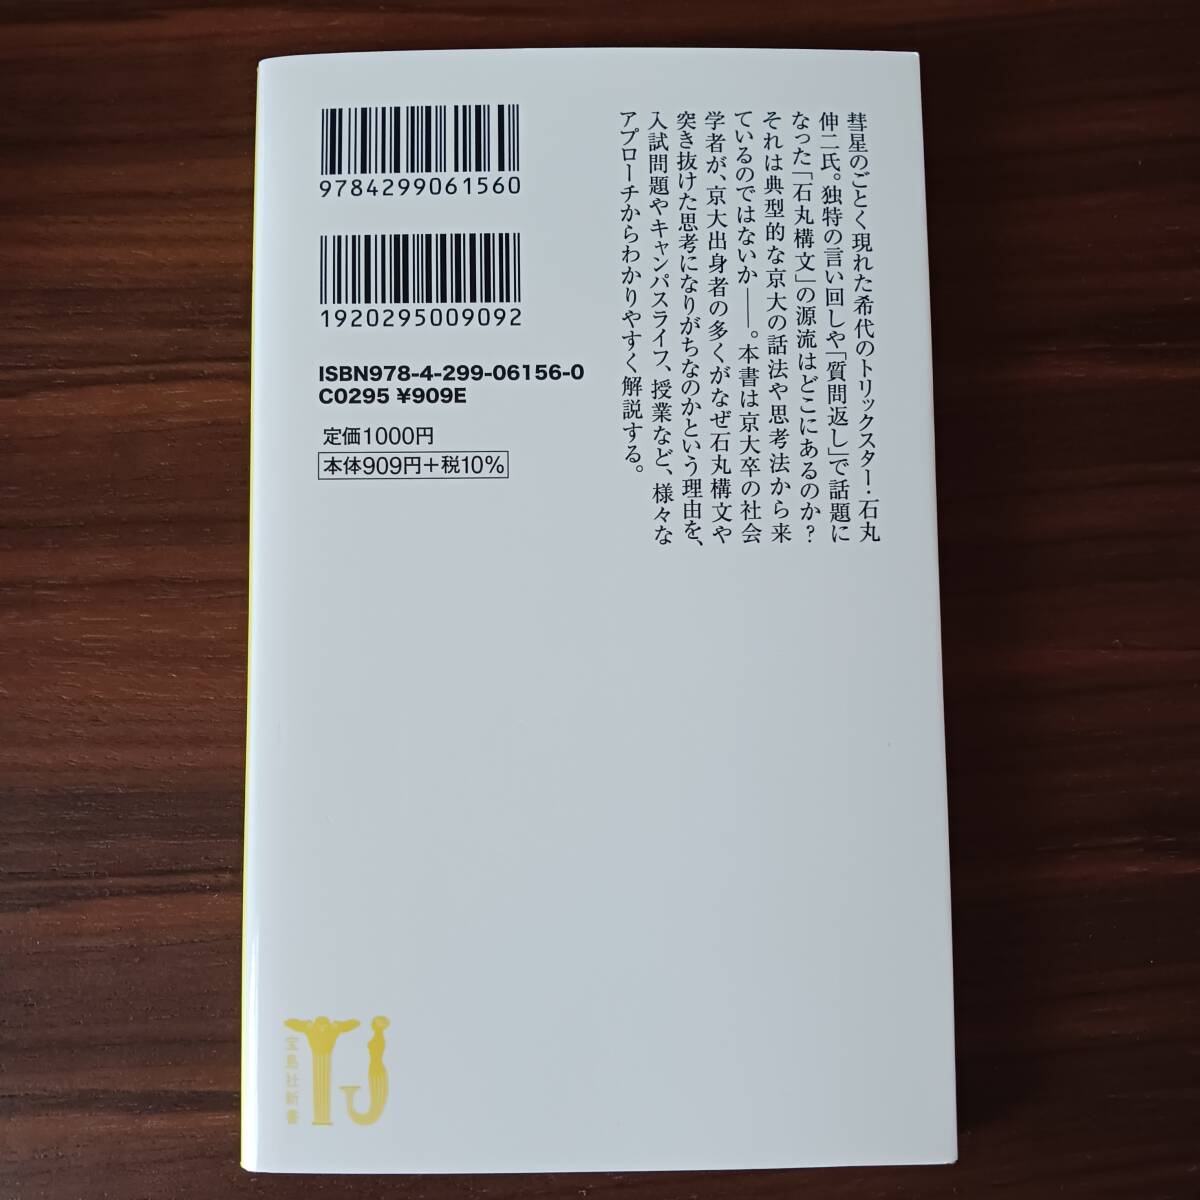 彗星のごとく現れた希代のトリックスター・石丸
伸二氏。独特の言い回しや「質問返し」で話題に
なった「石丸構文」の源流はどこにあるのか?
それは典型的な京大の話法や思考法から来
ているのではないか――。本書は京大卒の社会
学者が、京大出身者の多くがなぜ石丸構文や
突き抜けた思考になりがちなのかという理由を、
入試問題やキャンパスライフ、授業など、様々な
アプローチからわかりやすく解説する。
9784299061560
1920295009092
ISBN978-4-299-06156-0
C0295 ¥909E
定価1000円
本体909円+税10%
TJ
宝島社新書